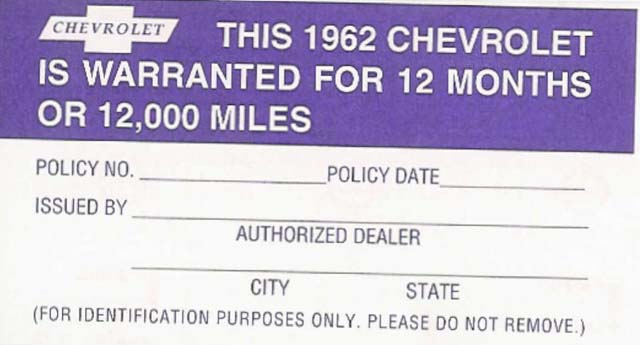 CHEVROLET THIS 1962 CHEVROLET
IS WARRANTED FOR 12 MONTHS
OR 12,000 MILES
POLICY NO. POLICY DATE
ISSUED BY
AUTHORIZED DEALER
CITY STATE
(FOR IDENTIFICATION PURPOSES ONLY. PLEASE DO NOT REMOVE.)